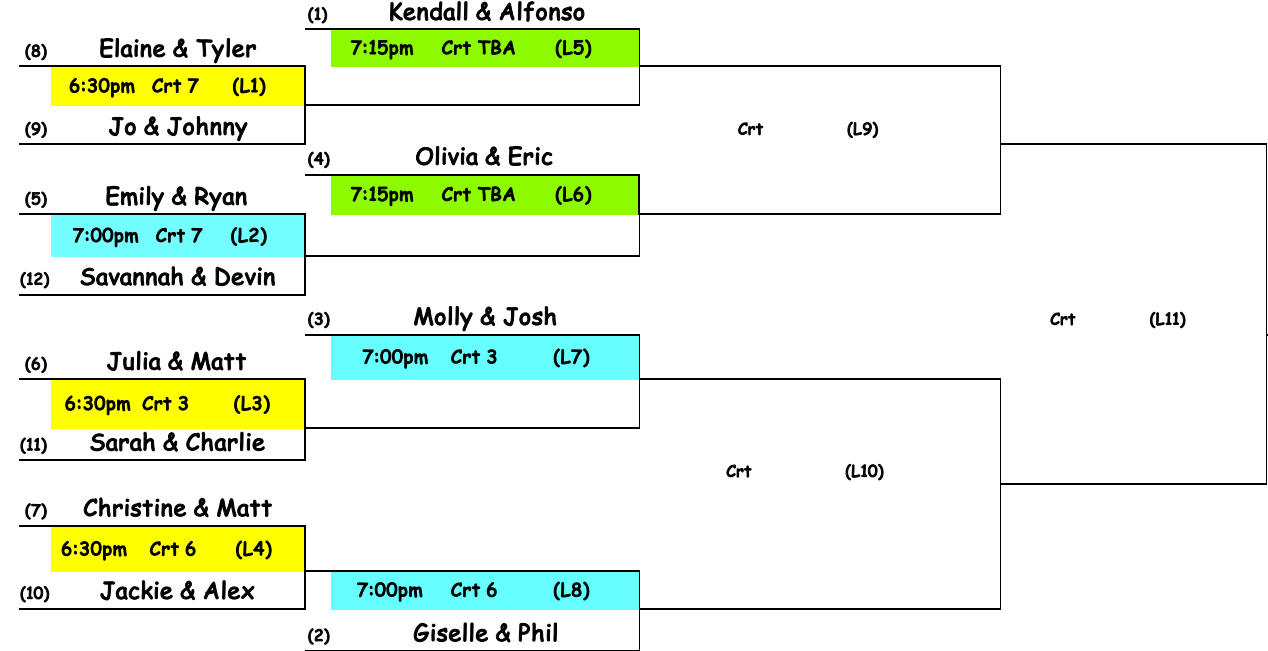 (1) Kendall & Alfonso
(8) Elaine & Tyler
7:15pm Crt TBA (L5)
6:30pm Crt 7 (L1)
(9) Jo & Johnny
Crt (L9)
(4) Olivia & Eric
(5) Emily & Ryan
7:15pm Crt TBA (L6)
7:00pm Crt 7 (L2)
(12) Savannah & Devin
(3) Molly & Josh
Crt (L11)
(6) Julia & Matt
7:00pm Crt 3 (L7)
6:30pm Crt 3 (L3)
(11) Sarah & Charlie
Crt (L10)
(7) Christine & Matt
6:30pm Crt 6 (L4)
(10) Jackie & Alex
7:00pm Crt 6 (L8)
(2) Giselle & Phil